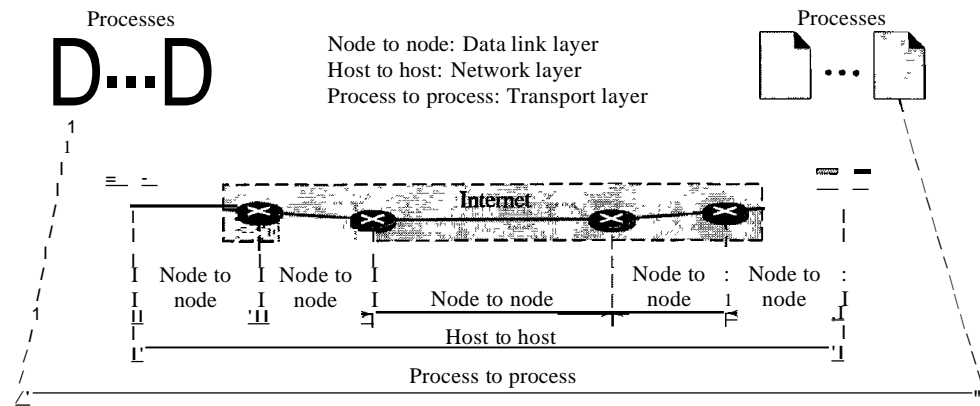 Processes
Processes
D...D
...
Node to node: Data link layer
Host to host: Network layer
Process to process: Transport layer
Internet
Node to
node
Node to
node
Node to node
Node to
node
Node to
node
Host to host
Process to process